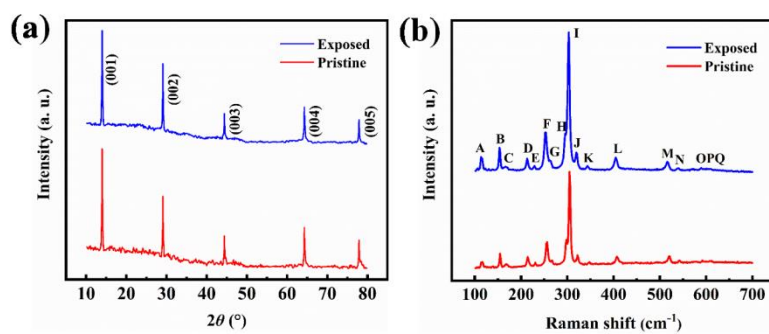 (a)
Exposed
Pristine
(001)
(002)
(003)
(004)
(005)
Intensity (a. u.)
10 20 30 40 50 60 70 80
2θ (°)
(b)
I
Exposed
Pristine
A B C D E F G H J K L M N OPQ
Intensity (a. u.)
100 200 300 400 500 600 700
Raman shift (cm⁻¹)